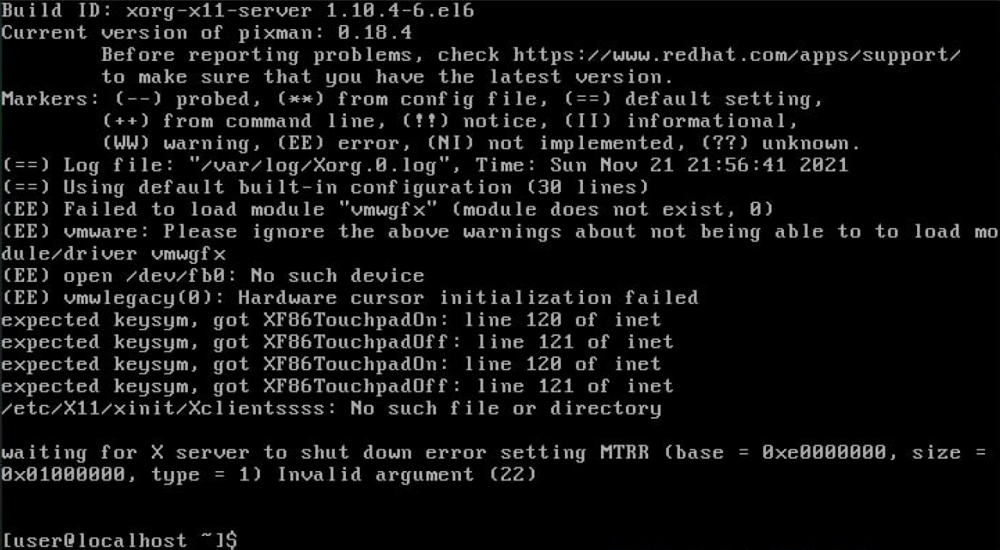 Build ID: xorg-x11-server 1.10.4-6.el6
Current version of pixman: 0.18.4
        Before reporting problems, check https://www.redhat.com/apps/support/
        to make sure that you have the latest version.
Markers: (--) probed, (**) from config file, (==) default setting,
        (++) from command line, (!!) notice, (II) informational,
        (WW) warning, (EE) error, (NI) not implemented, (??) unknown.
(==) Log file: "/var/log/Xorg.0.log", Time: Sun Nov 21 21:56:41 2021
(==) Using default built-in configuration (30 lines)
(EE) Failed to load module "vmwgfx" (module does not exist, 0)
(EE) vmware: Please ignore the above warnings about not being able to to load mo
dule/driver vmwgfx
(EE) open /dev/fb0: No such device
(EE) vmwlegacy(0): Hardware cursor initialization failed
expected keysym, got XF86TouchpadOn: line 120 of inet
expected keysym, got XF86TouchpadOff: line 121 of inet
expected keysym, got XF86TouchpadOn: line 120 of inet
expected keysym, got XF86TouchpadOff: line 121 of inet
/etc/X11/xinit/Xclientssss: No such file or directory
waiting for X server to shut down error setting MTRR (base = 0xe0000000, size =
0x01000000, type = 1) Invalid argument (22)
[user@localhost ~]$